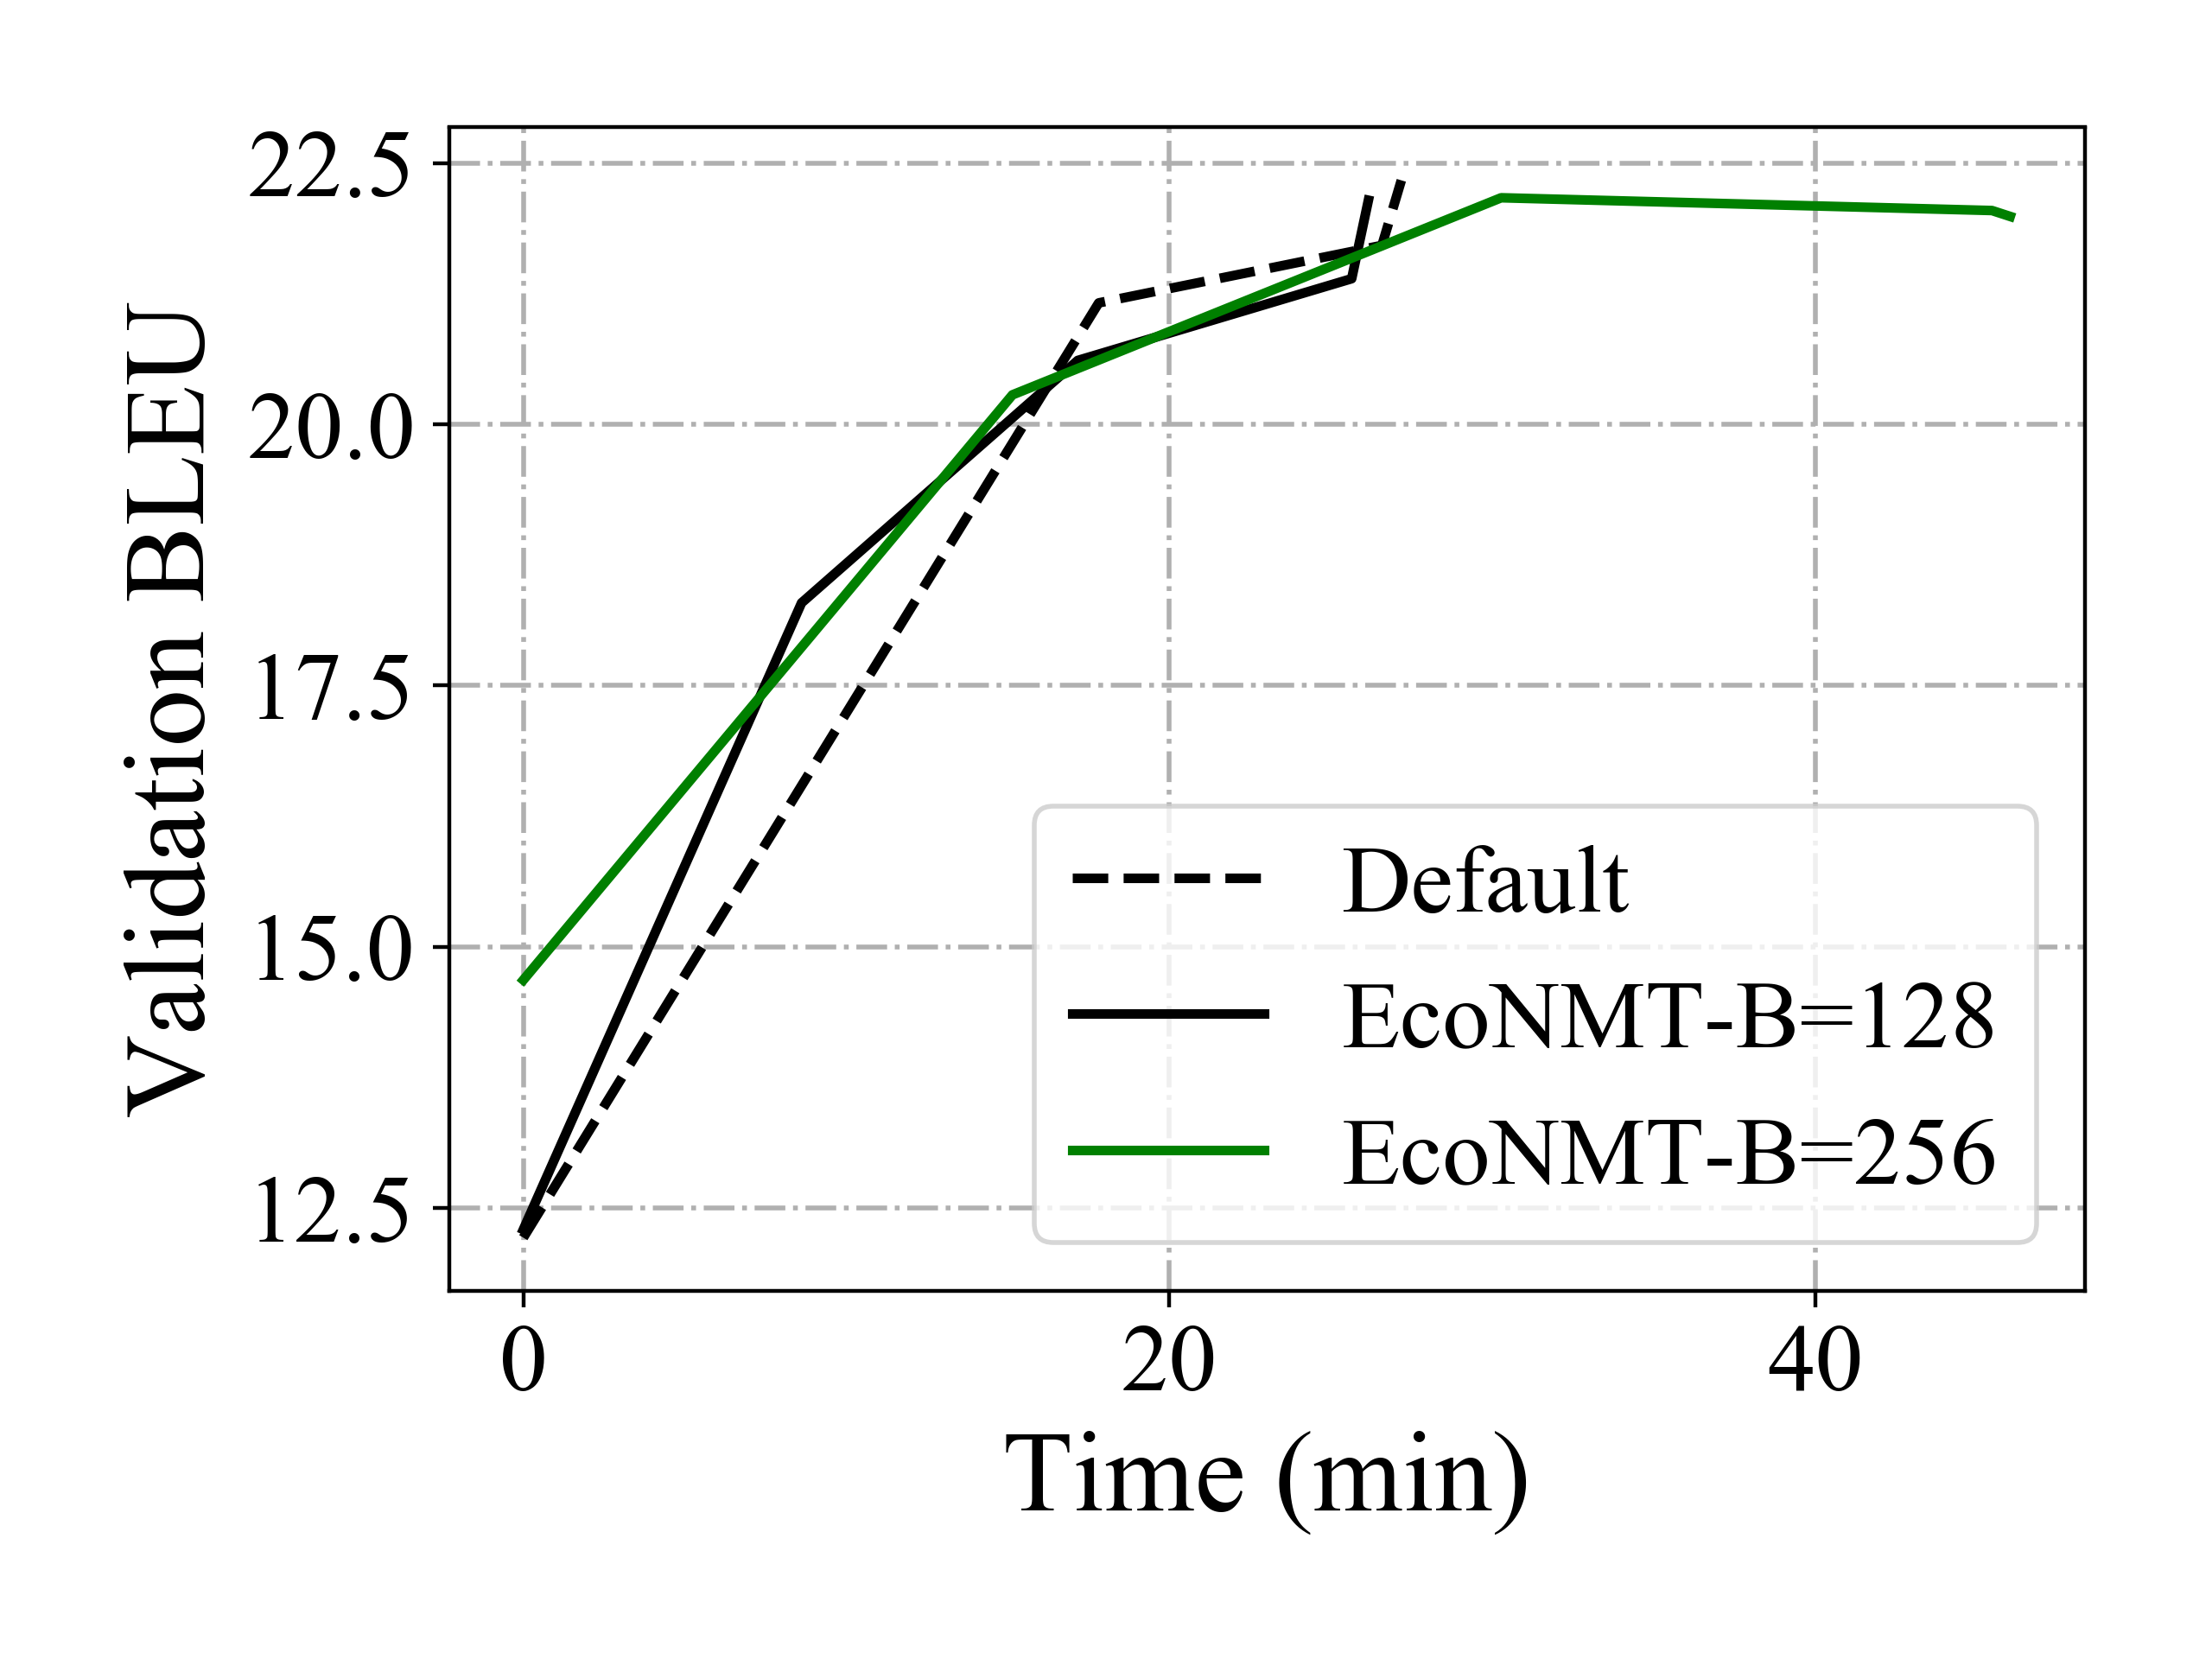 22.5
20.0
17.5
15.0
12.5
Validation BLEU
Default
EcoNMT-B=128
EcoNMT-B=256
0 20 40
Time (min)